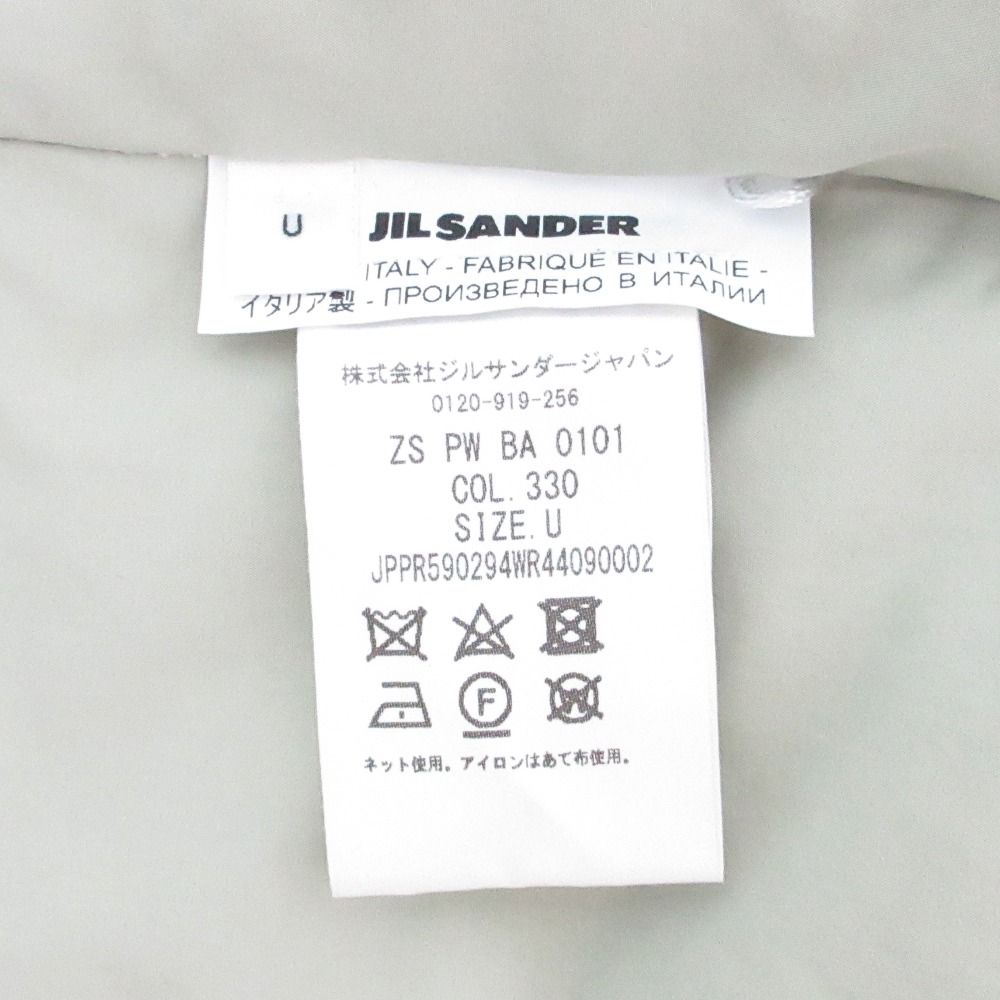 U
JIL SANDER
ITALY - FABRIQUÉ EN ITALIE -
イタリア製 - ПРОИЗВЕДЕНО В ИТАЛИИ
株式会社ジルサンダージャパン
0120-919-256
ZS PW BA 0101
COL. 330
SIZE. U
JPPR590294WR44090002
F
W
ネット使用。アイロンはあて布使用。